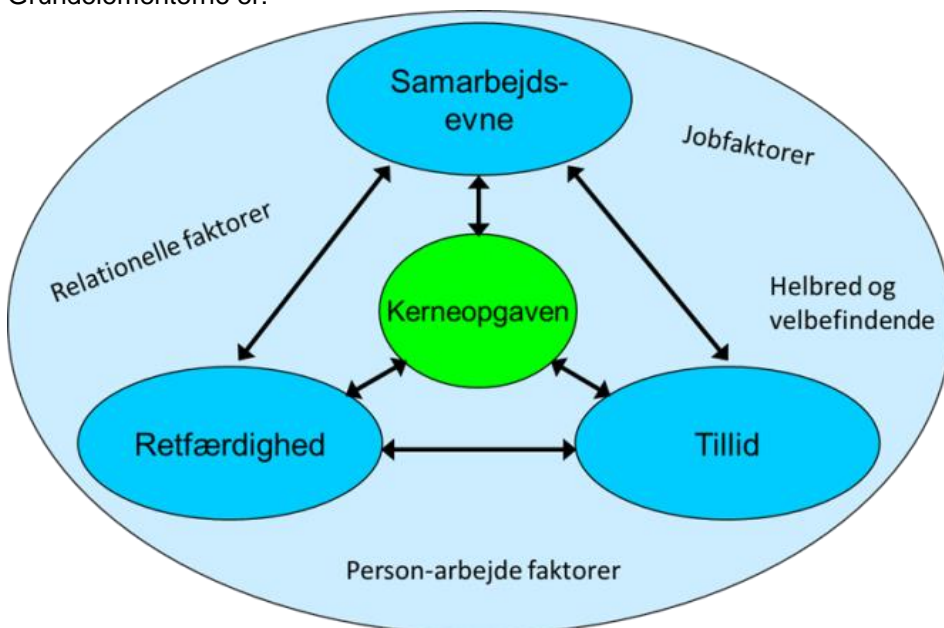 Grundelementerne er:
Samarbejds-
evne
Jobfaktorer
Relationelle faktorer
Kerneopgaven
Helbred og
velbefindende
Retfærdighed
Tillid
Person-arbejde faktorer